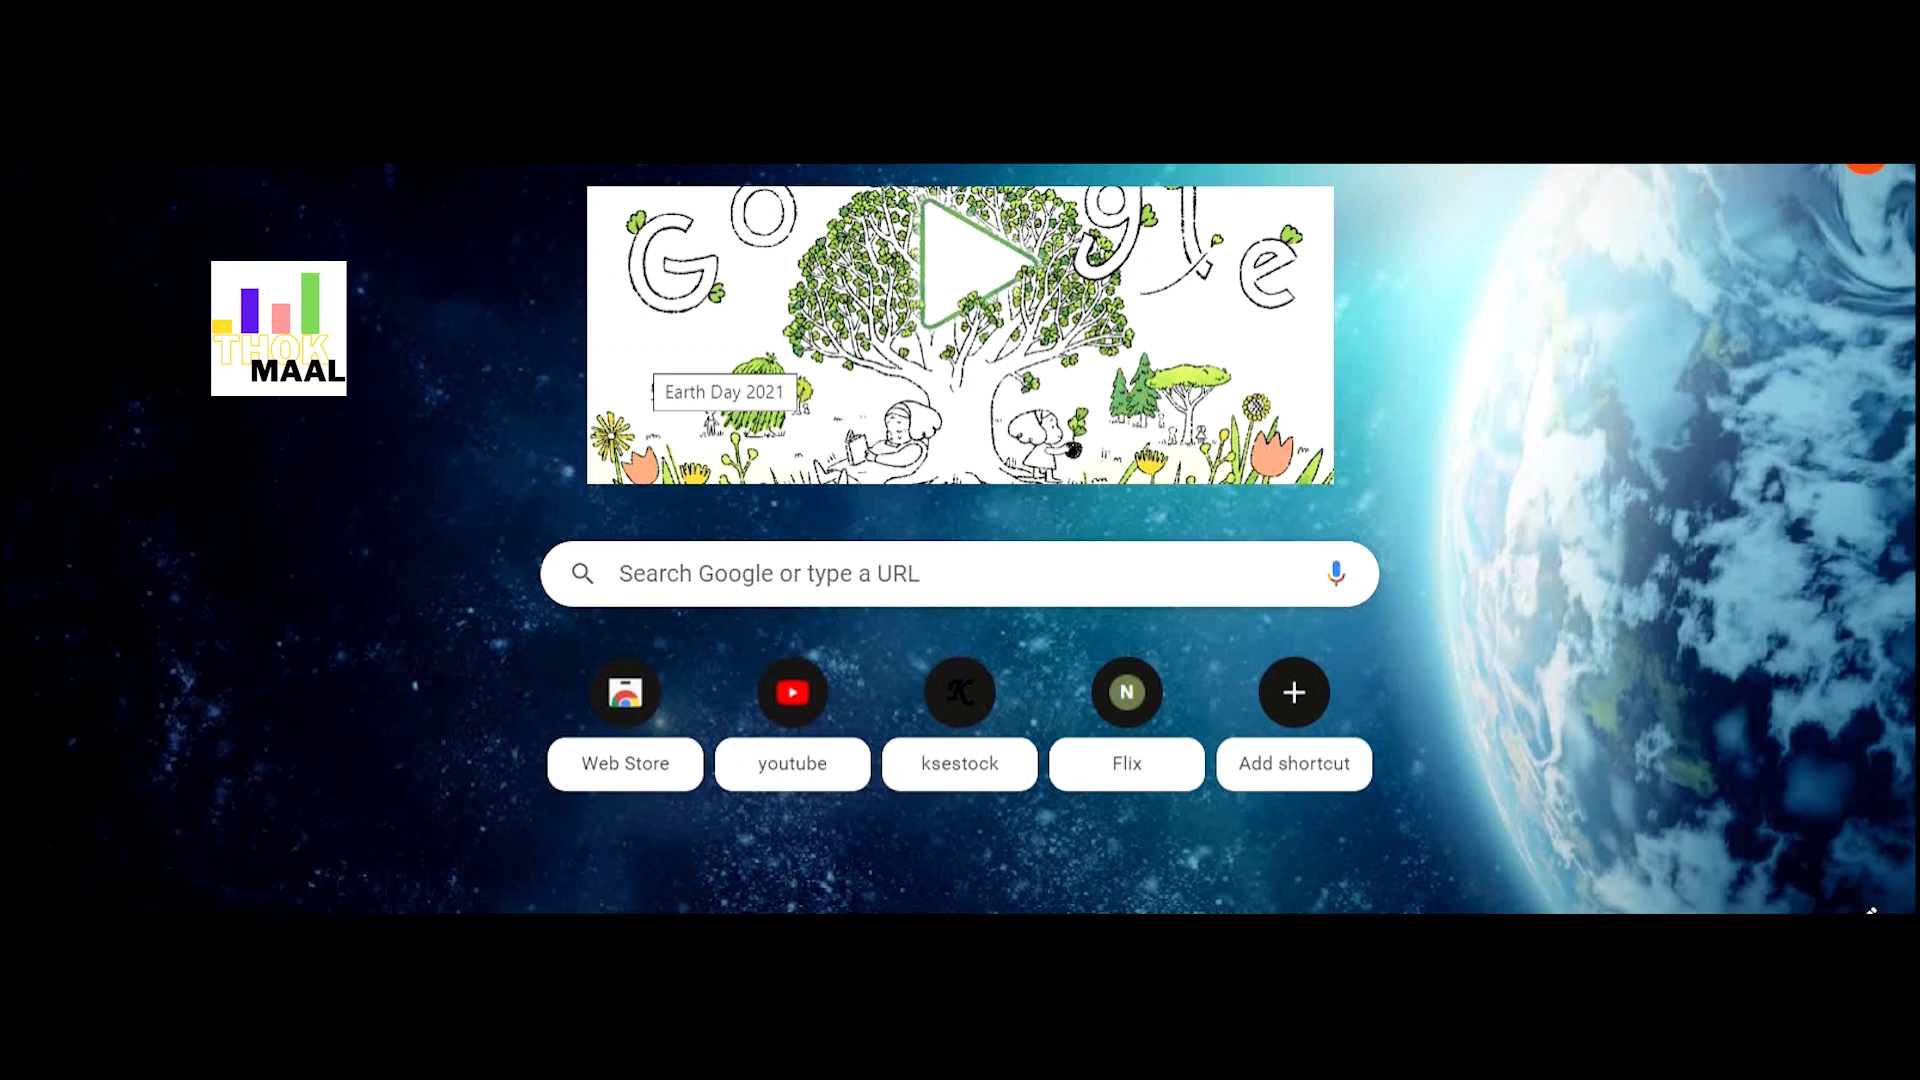 Google
THOK
MAAL
Earth Day 2021
Search Google or type a URL
K
N
Web Store
youtube
ksestock
Flix
Add shortcut